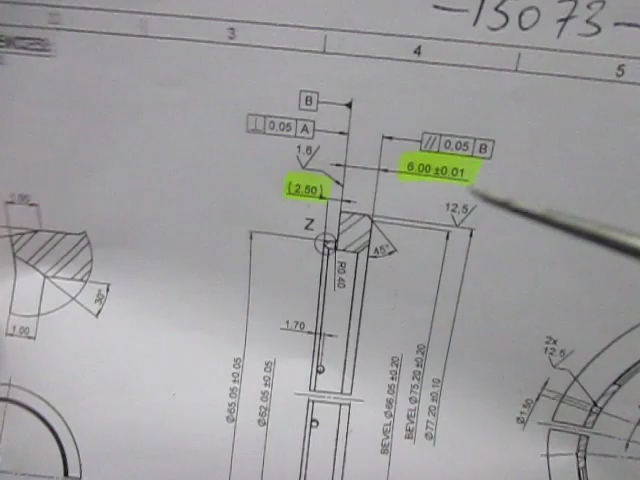 -15073-
3
4
5
B
⊥ 0,05 A
// 0,05 B
1.6
6.00 ±0.01
(2.50)
12,5
Z
45°
R0.40
30°
1.00
1.70
2x
12.5
Ø65.05 ±0.05
Ø62.05 ±0.05
BEVEL Ø66.05 ±0.20
BEVEL Ø75.20 ±0.20
Ø77.20 ±0.10
Ø1.50